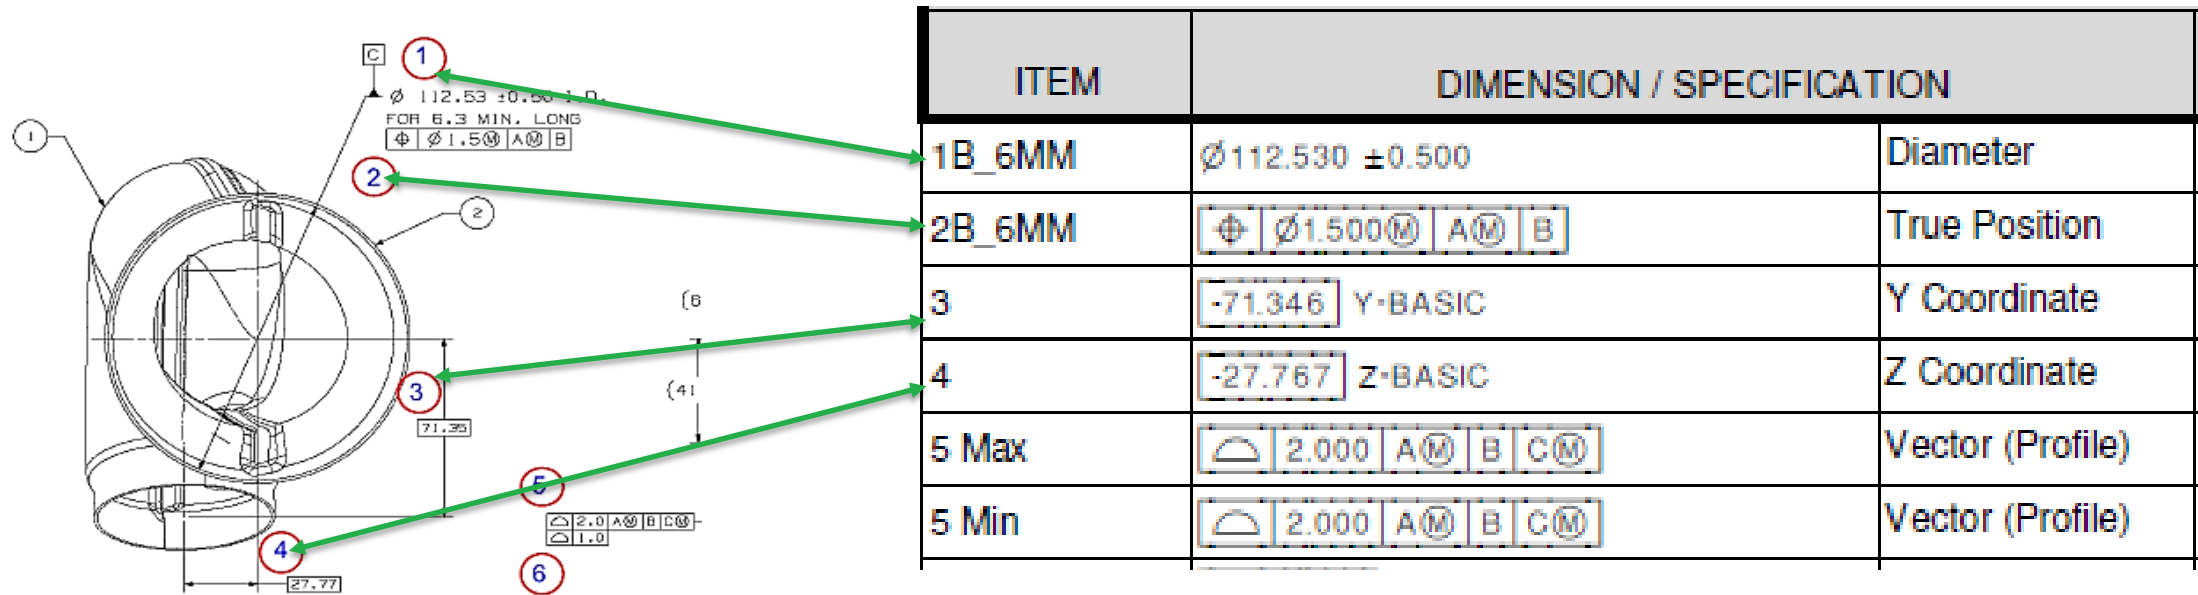 C
1
Ø 112.53 ±0.50 I.D.
FOR 6.3 MIN. LONG
⌖ Ø1.5Ⓜ AⓂ B
2
1
2
(8
3
(41
71.35
5
⌓ 2.0 AⓂ B CⓂ
⌓ 1.0
4
6
27.77
ITEM DIMENSION / SPECIFICATION
1B_6MM Ø112.530 ±0.500 Diameter
2B_6MM ⌖ Ø1.500Ⓜ AⓂ B True Position
3 -71.346 Y-BASIC Y Coordinate
4 -27.767 Z-BASIC Z Coordinate
5 Max ⌓ 2.000 AⓂ B CⓂ Vector (Profile)
5 Min ⌓ 2.000 AⓂ B CⓂ Vector (Profile)